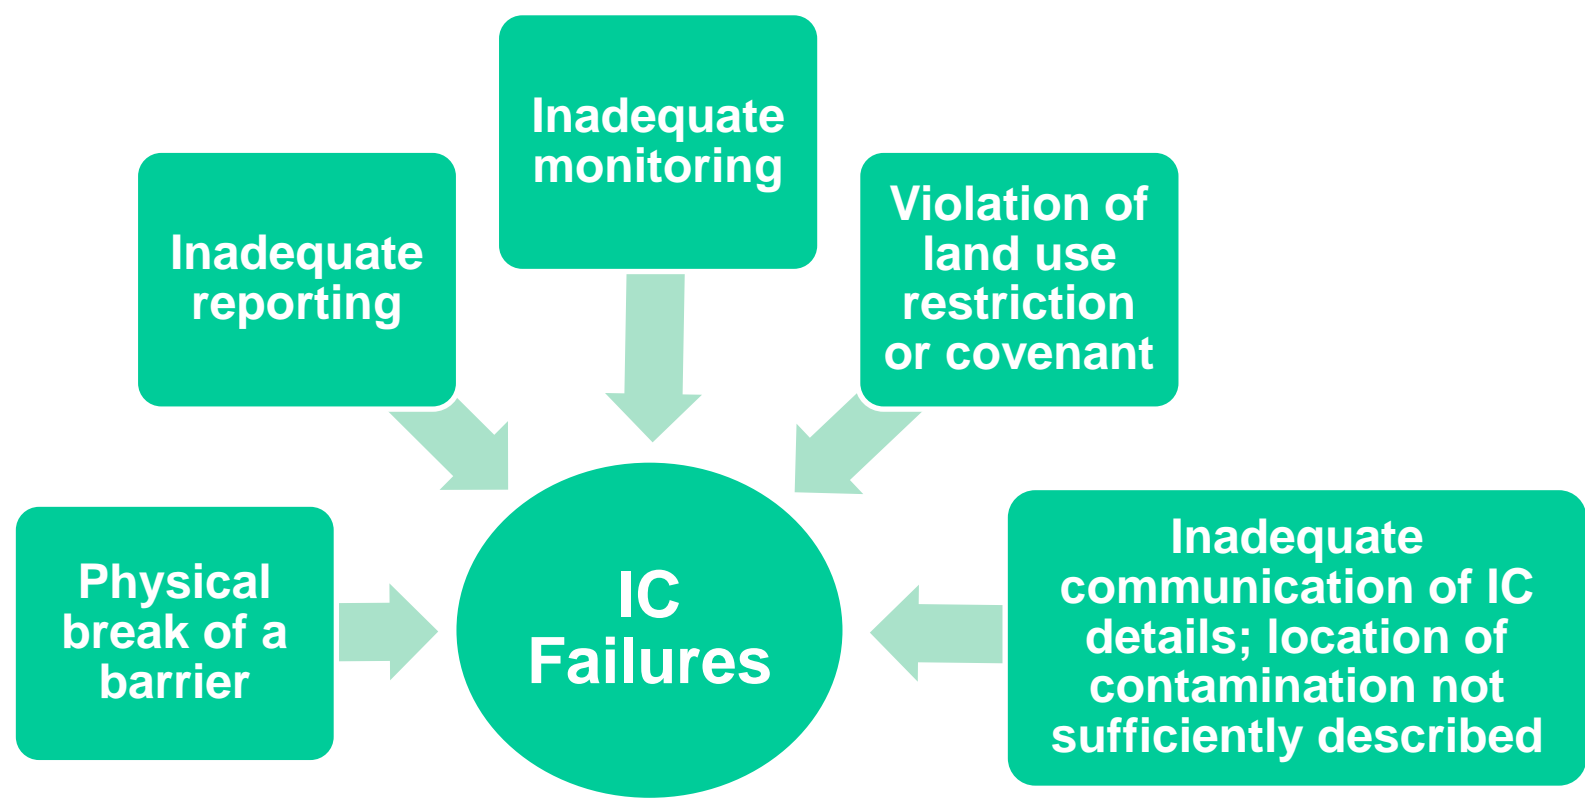 Inadequate
monitoring
Inadequate
reporting
Violation of
land use
restriction
or covenant
Physical
break of a
barrier
IC
Failures
Inadequate
communication of IC
details; location of
contamination not
sufficiently described